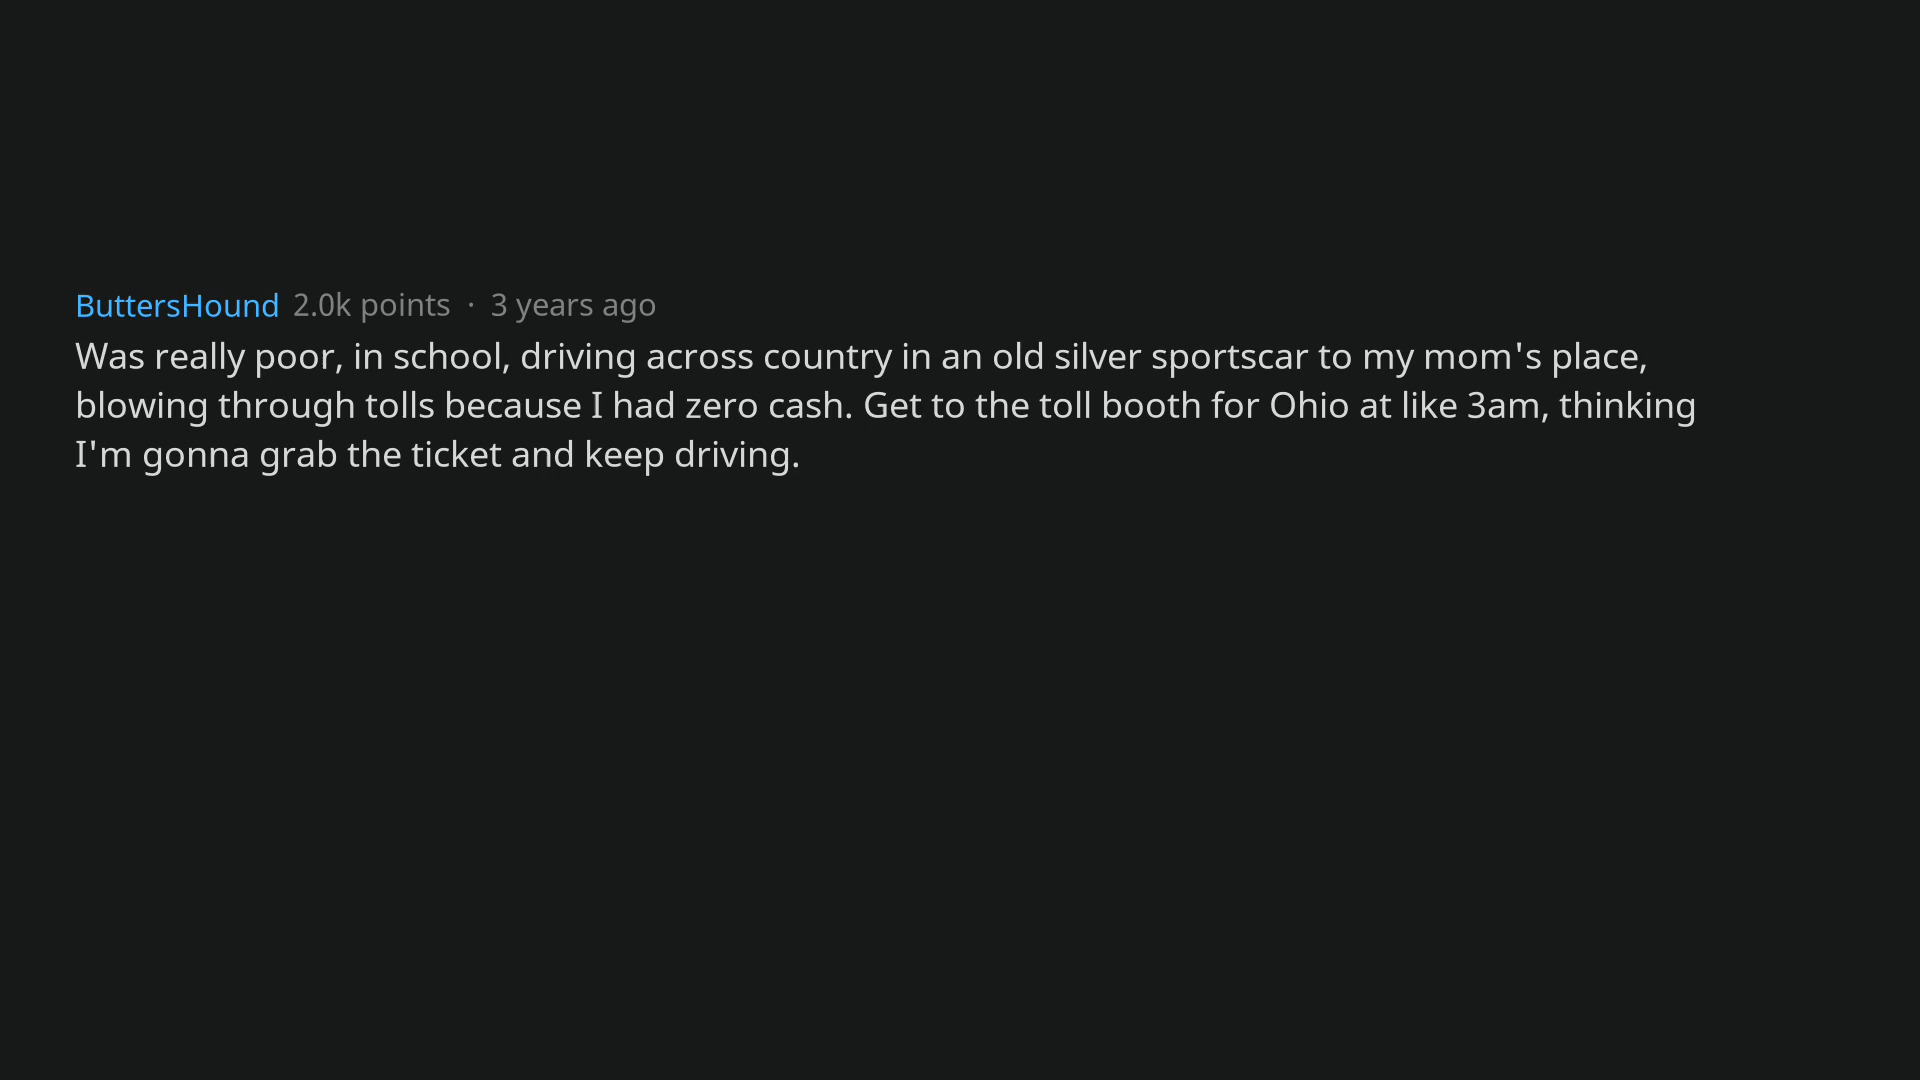 ButtersHound 2.0k points · 3 years ago
Was really poor, in school, driving across country in an old silver sportscar to my mom's place,
blowing through tolls because I had zero cash. Get to the toll booth for Ohio at like 3am, thinking
I'm gonna grab the ticket and keep driving.